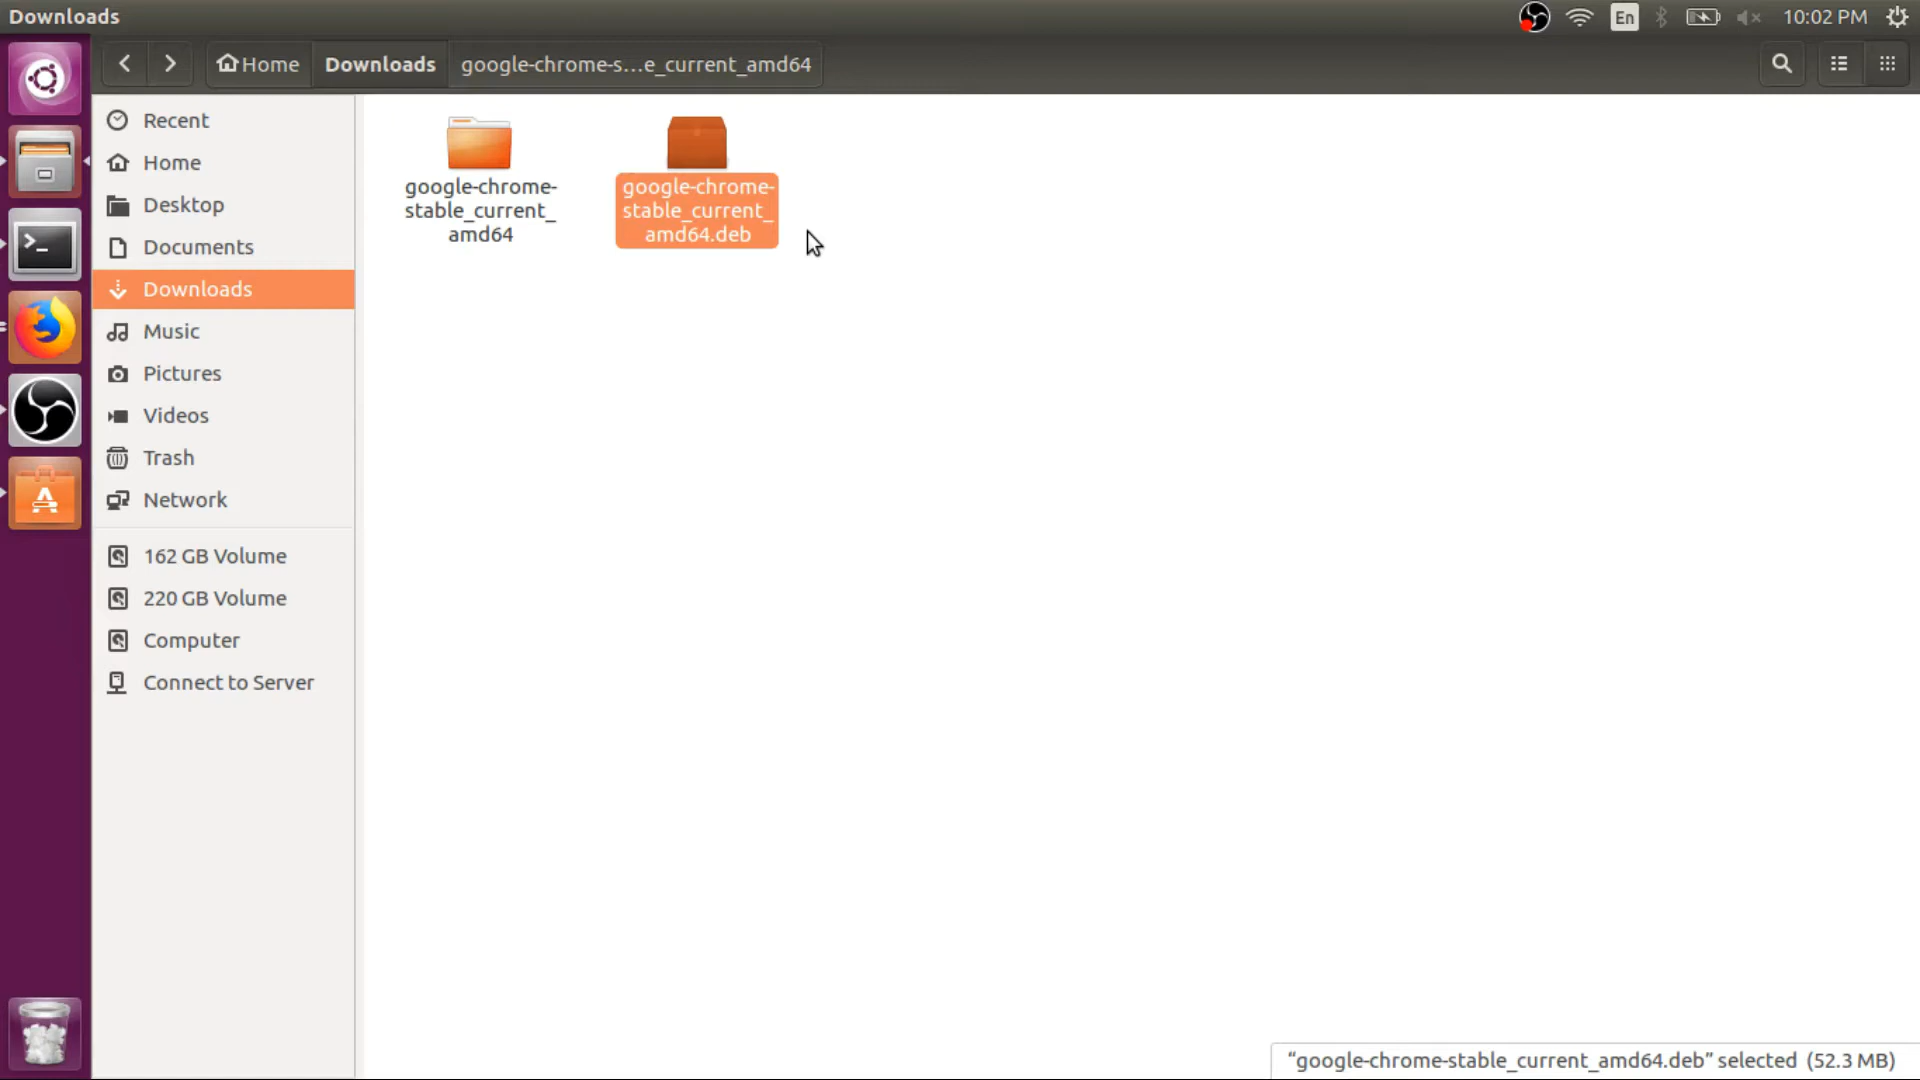 Downloads
En
10:02 PM
Home
Downloads
google-chrome-s...e_current_amd64
Recent
Home
Desktop
Documents
Downloads
Music
Pictures
Videos
Trash
Network
162 GB Volume
220 GB Volume
Computer
Connect to Server
google-chrome-
stable_current_
amd64
google-chrome-
stable_current_
amd64.deb
“google-chrome-stable_current_amd64.deb” selected (52.3 MB)